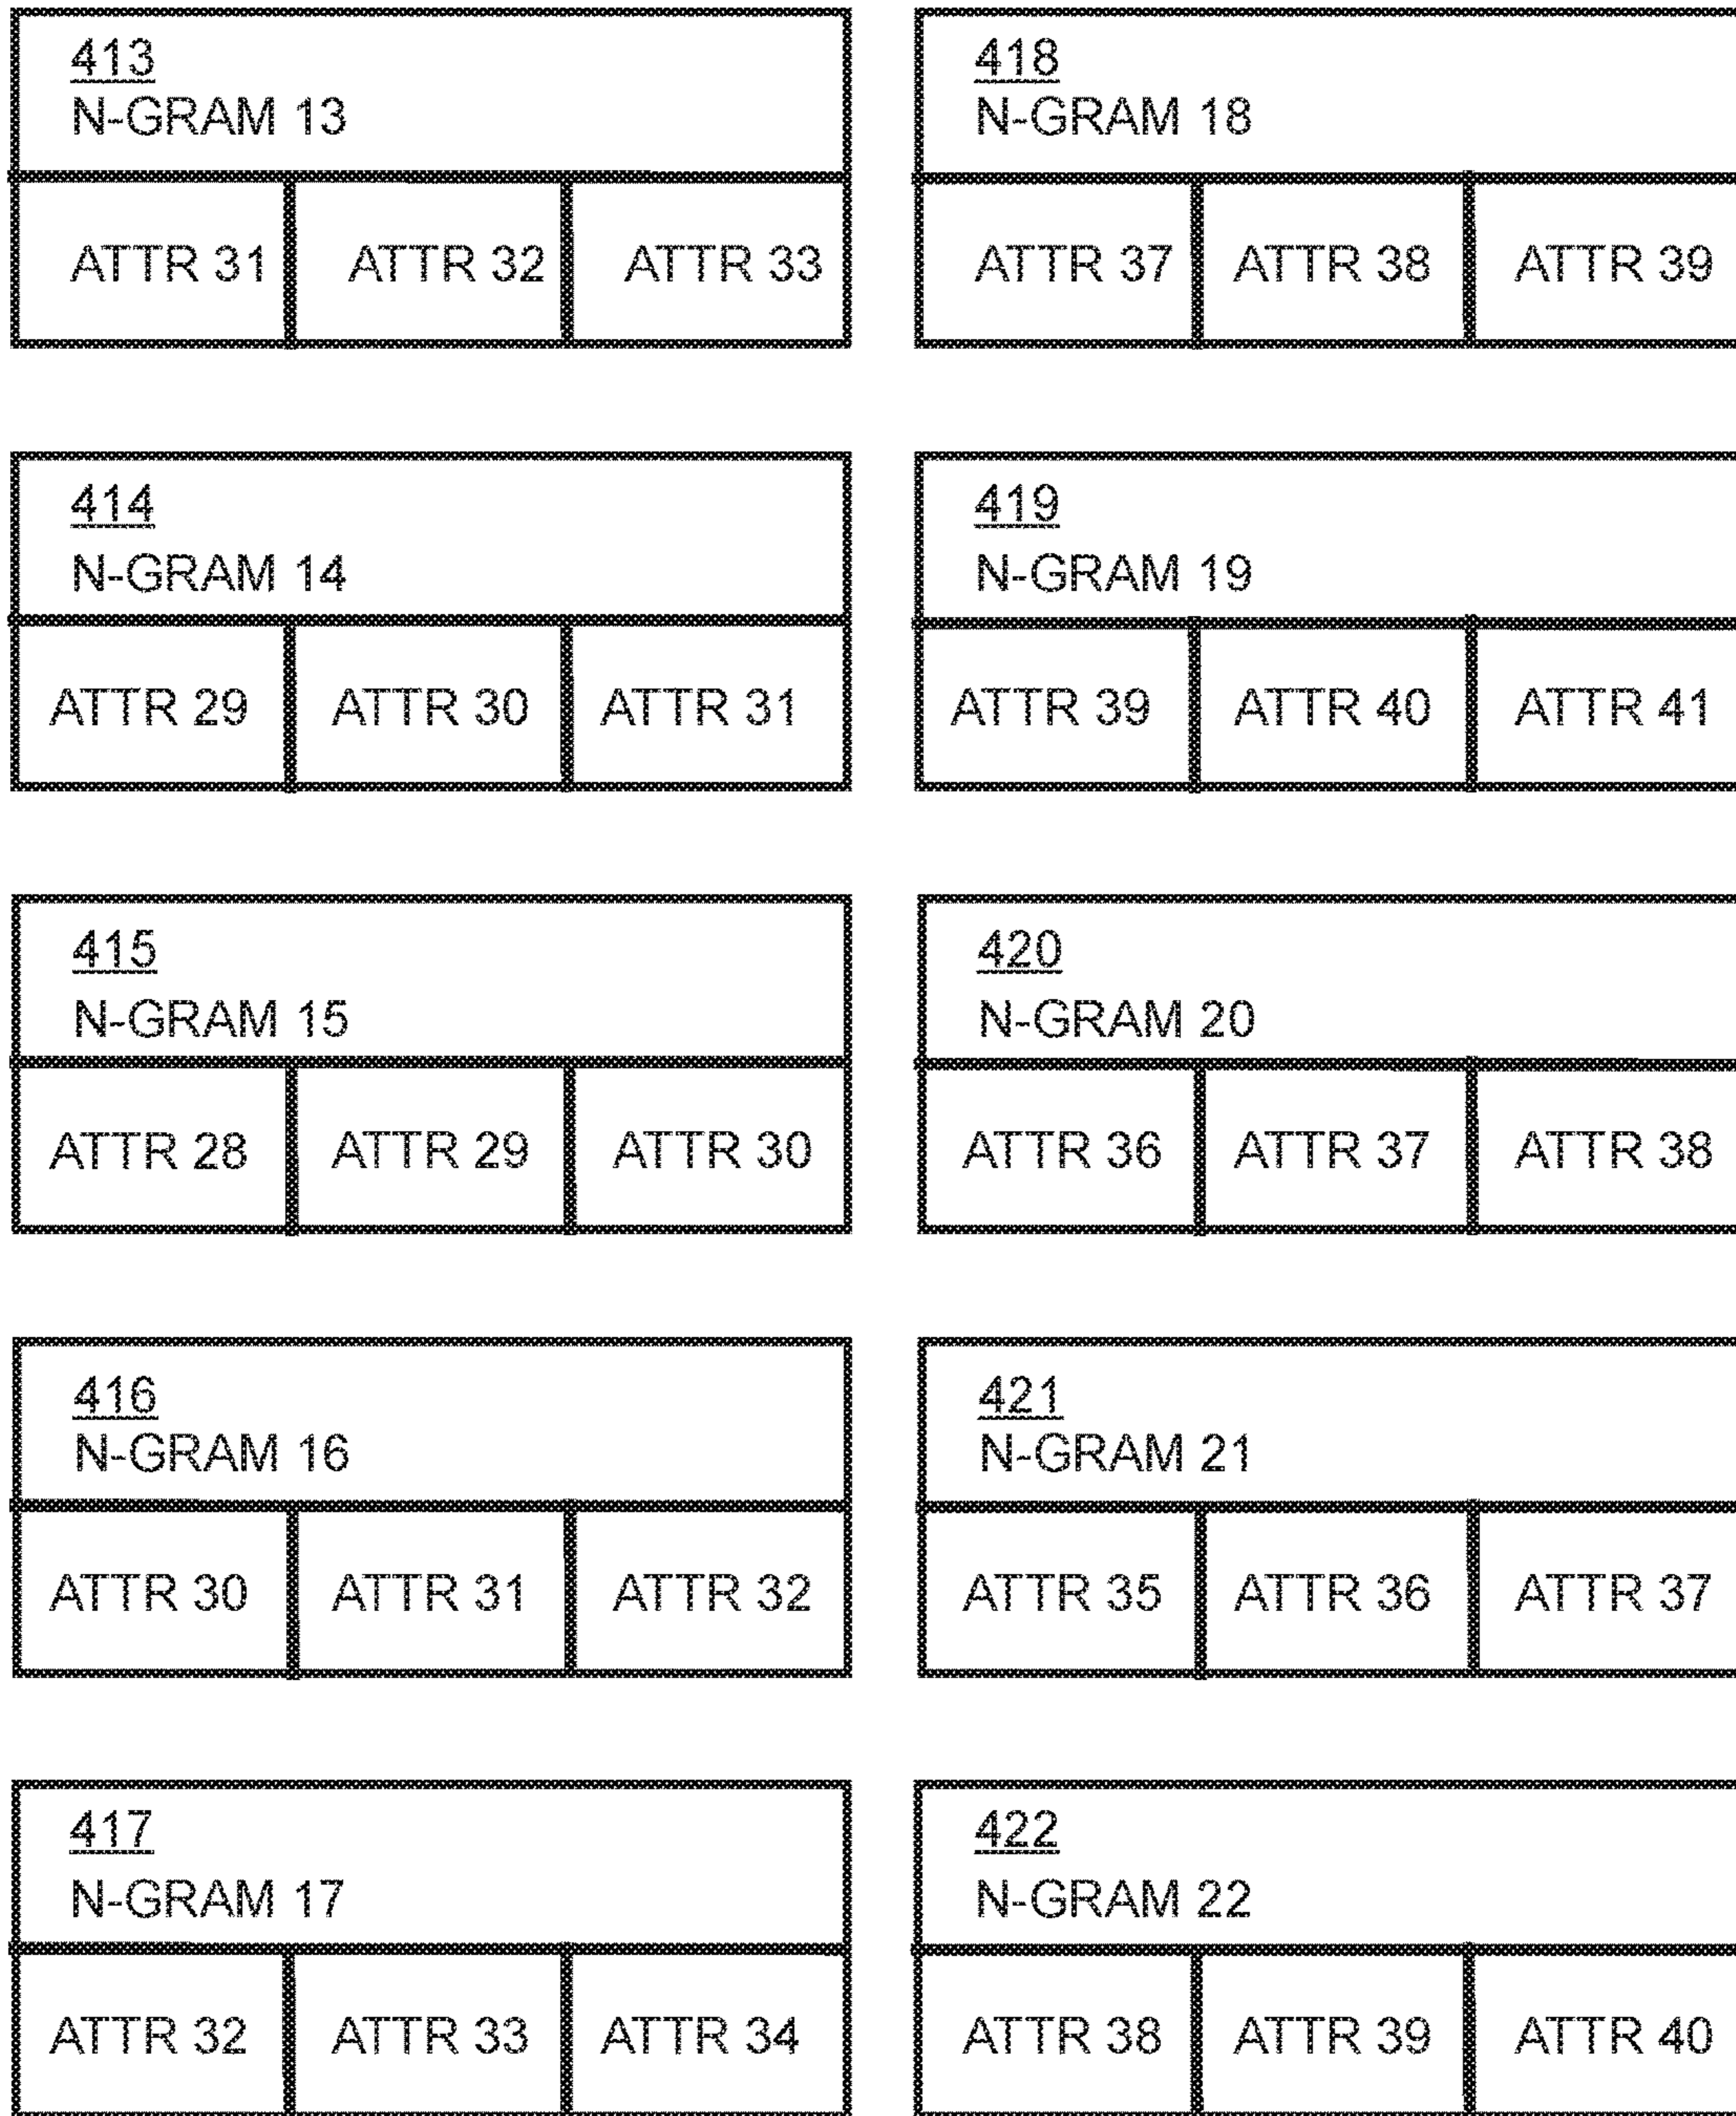 413
N-GRAM 13
ATTR 31 ATTR 32 ATTR 33
414
N-GRAM 14
ATTR 29 ATTR 30 ATTR 31
415
N-GRAM 15
ATTR 28 ATTR 29 ATTR 30
416
N-GRAM 16
ATTR 30 ATTR 31 ATTR 32
417
N-GRAM 17
ATTR 32 ATTR 33 ATTR 34
418
N-GRAM 18
ATTR 37 ATTR 38 ATTR 39
419
N-GRAM 19
ATTR 39 ATTR 40 ATTR 41
420
N-GRAM 20
ATTR 36 ATTR 37 ATTR 38
421
N-GRAM 21
ATTR 35 ATTR 36 ATTR 37
422
N-GRAM 22
ATTR 38 ATTR 39 ATTR 40